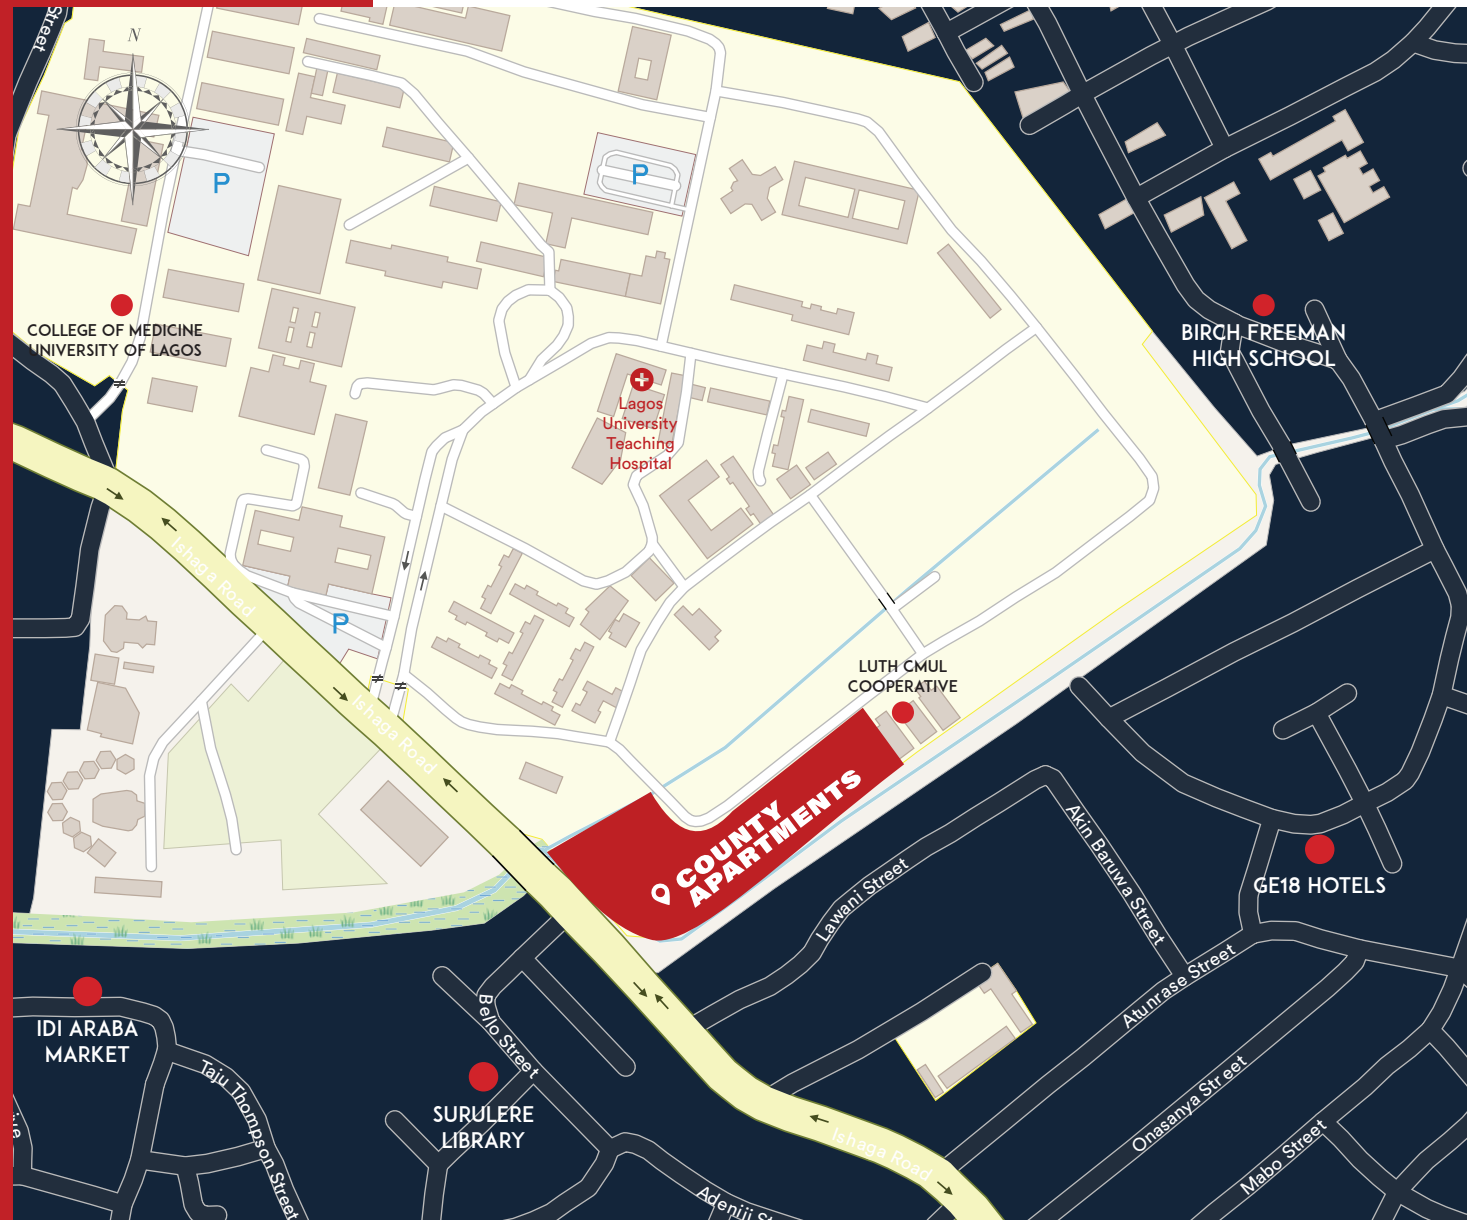 Street
N
P
P
COLLEGE OF MEDICINE
UNIVERSITY OF LAGOS
BIRCH FREEMAN
HIGH SCHOOL
Lagos
University
Teaching
Hospital
Ishaga Road
P
LUTH CMUL
COOPERATIVE
Ishaga Road
COUNTY
APARTMENTS
Akin Baruwa Street
Lawani Street
GE18 HOTELS
Atunrase Street
IDI ARABA
MARKET
Bello Street
Taju Thompson Street
SURULERE
LIBRARY
Onasanya Street
Ishaga Road
Mabo Street
Adeniji St